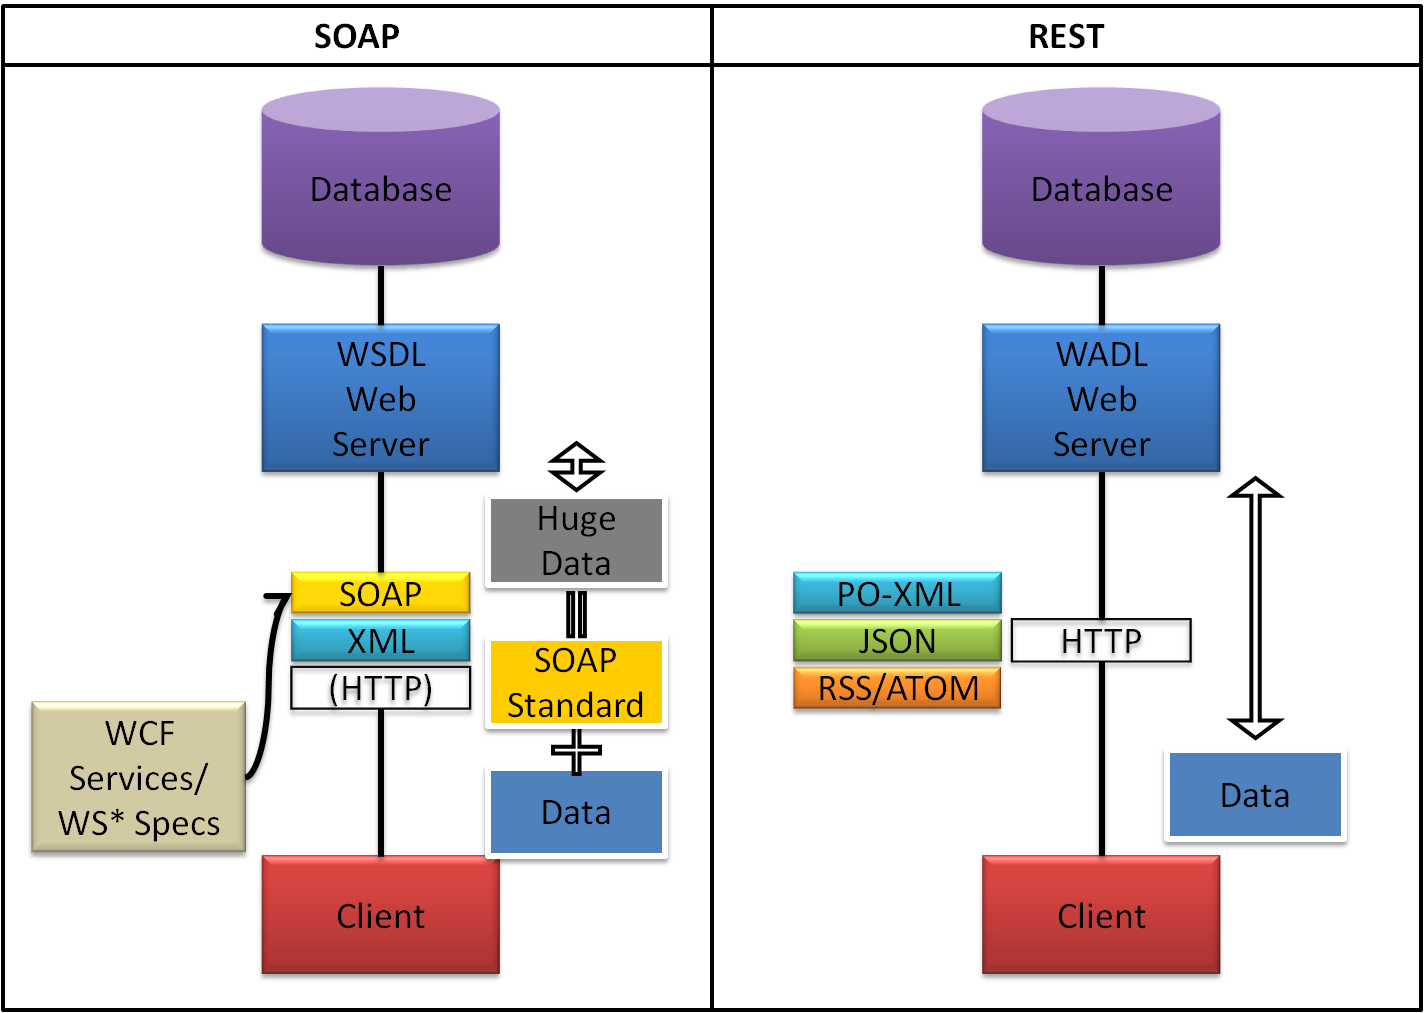 SOAP
REST
Database
WSDL
Web
Server
Huge
Data
SOAP
XML
(HTTP)
SOAP
Standard
WCF
Services/
WS* Specs
Data
Client
Database
WADL
Web
Server
PO-XML
JSON
RSS/ATOM
HTTP
Data
Client